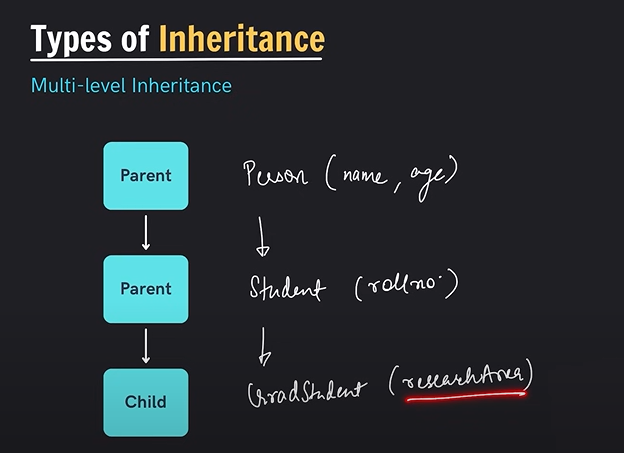 Types of Inheritance
Multi-level Inheritance
Parent Person (name, age)
Parent Student (rollno.)
Child GradStudent (researchArea)